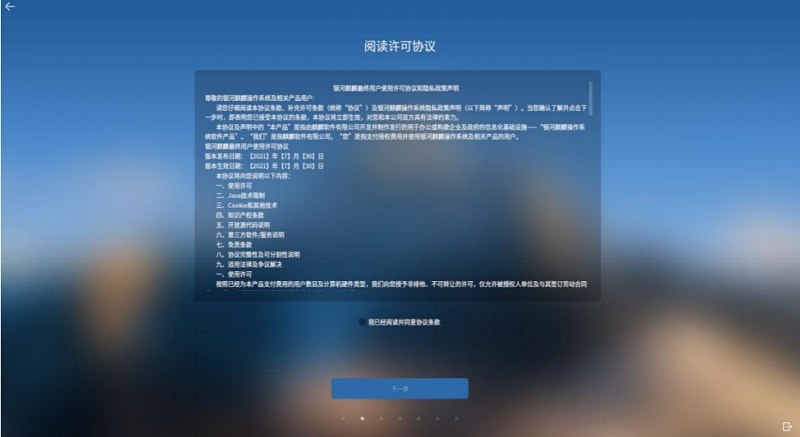 阅读许可协议
银河麒麟最终用户使用许可协议和隐私政策声明
尊敬的银河麒麟操作系统及相关产品用户:
请您仔细阅读本协议条款、补充许可条款（统称“协议”）及银河麒麟操作系统隐私政策声明（以下简称“声明”）。当您确认了解并点击下
一步时，即表明您已接受本协议的条款，本协议将立即生效，对您和本公司双方具有法律约束力。
本协议及声明中的“本产品”是指由麒麟软件有限公司开发并制作发行的用于办公或构建企业及政府的信息化基础设施——“银河麒麟操作系
统软件产品”。“我们”是指麒麟软件有限公司。“您”是指支付授权费用并使用银河麒麟操作系统及相关产品的用户。
银河麒麟最终用户使用许可协议
版本发布日期：【2021】年【7】月【30】日
版本生效日期：【2021】年【7】月【30】日
本协议将向您说明以下内容：
一、使用许可
二、Java技术限制
三、Cookie和其他技术
四、知识产权条款
五、开放源代码说明
六、第三方软件/服务说明
七、免责条款
八、协议完整性及可分割性说明
九、适用法律及争议解决
一、使用许可
按照已经为本产品支付费用的用户数目及计算机硬件类型，我们向您授予非排他、不可转让的许可，仅允许被授权人单位及与其签订劳动合同
我已经阅读并同意协议条款
下一步